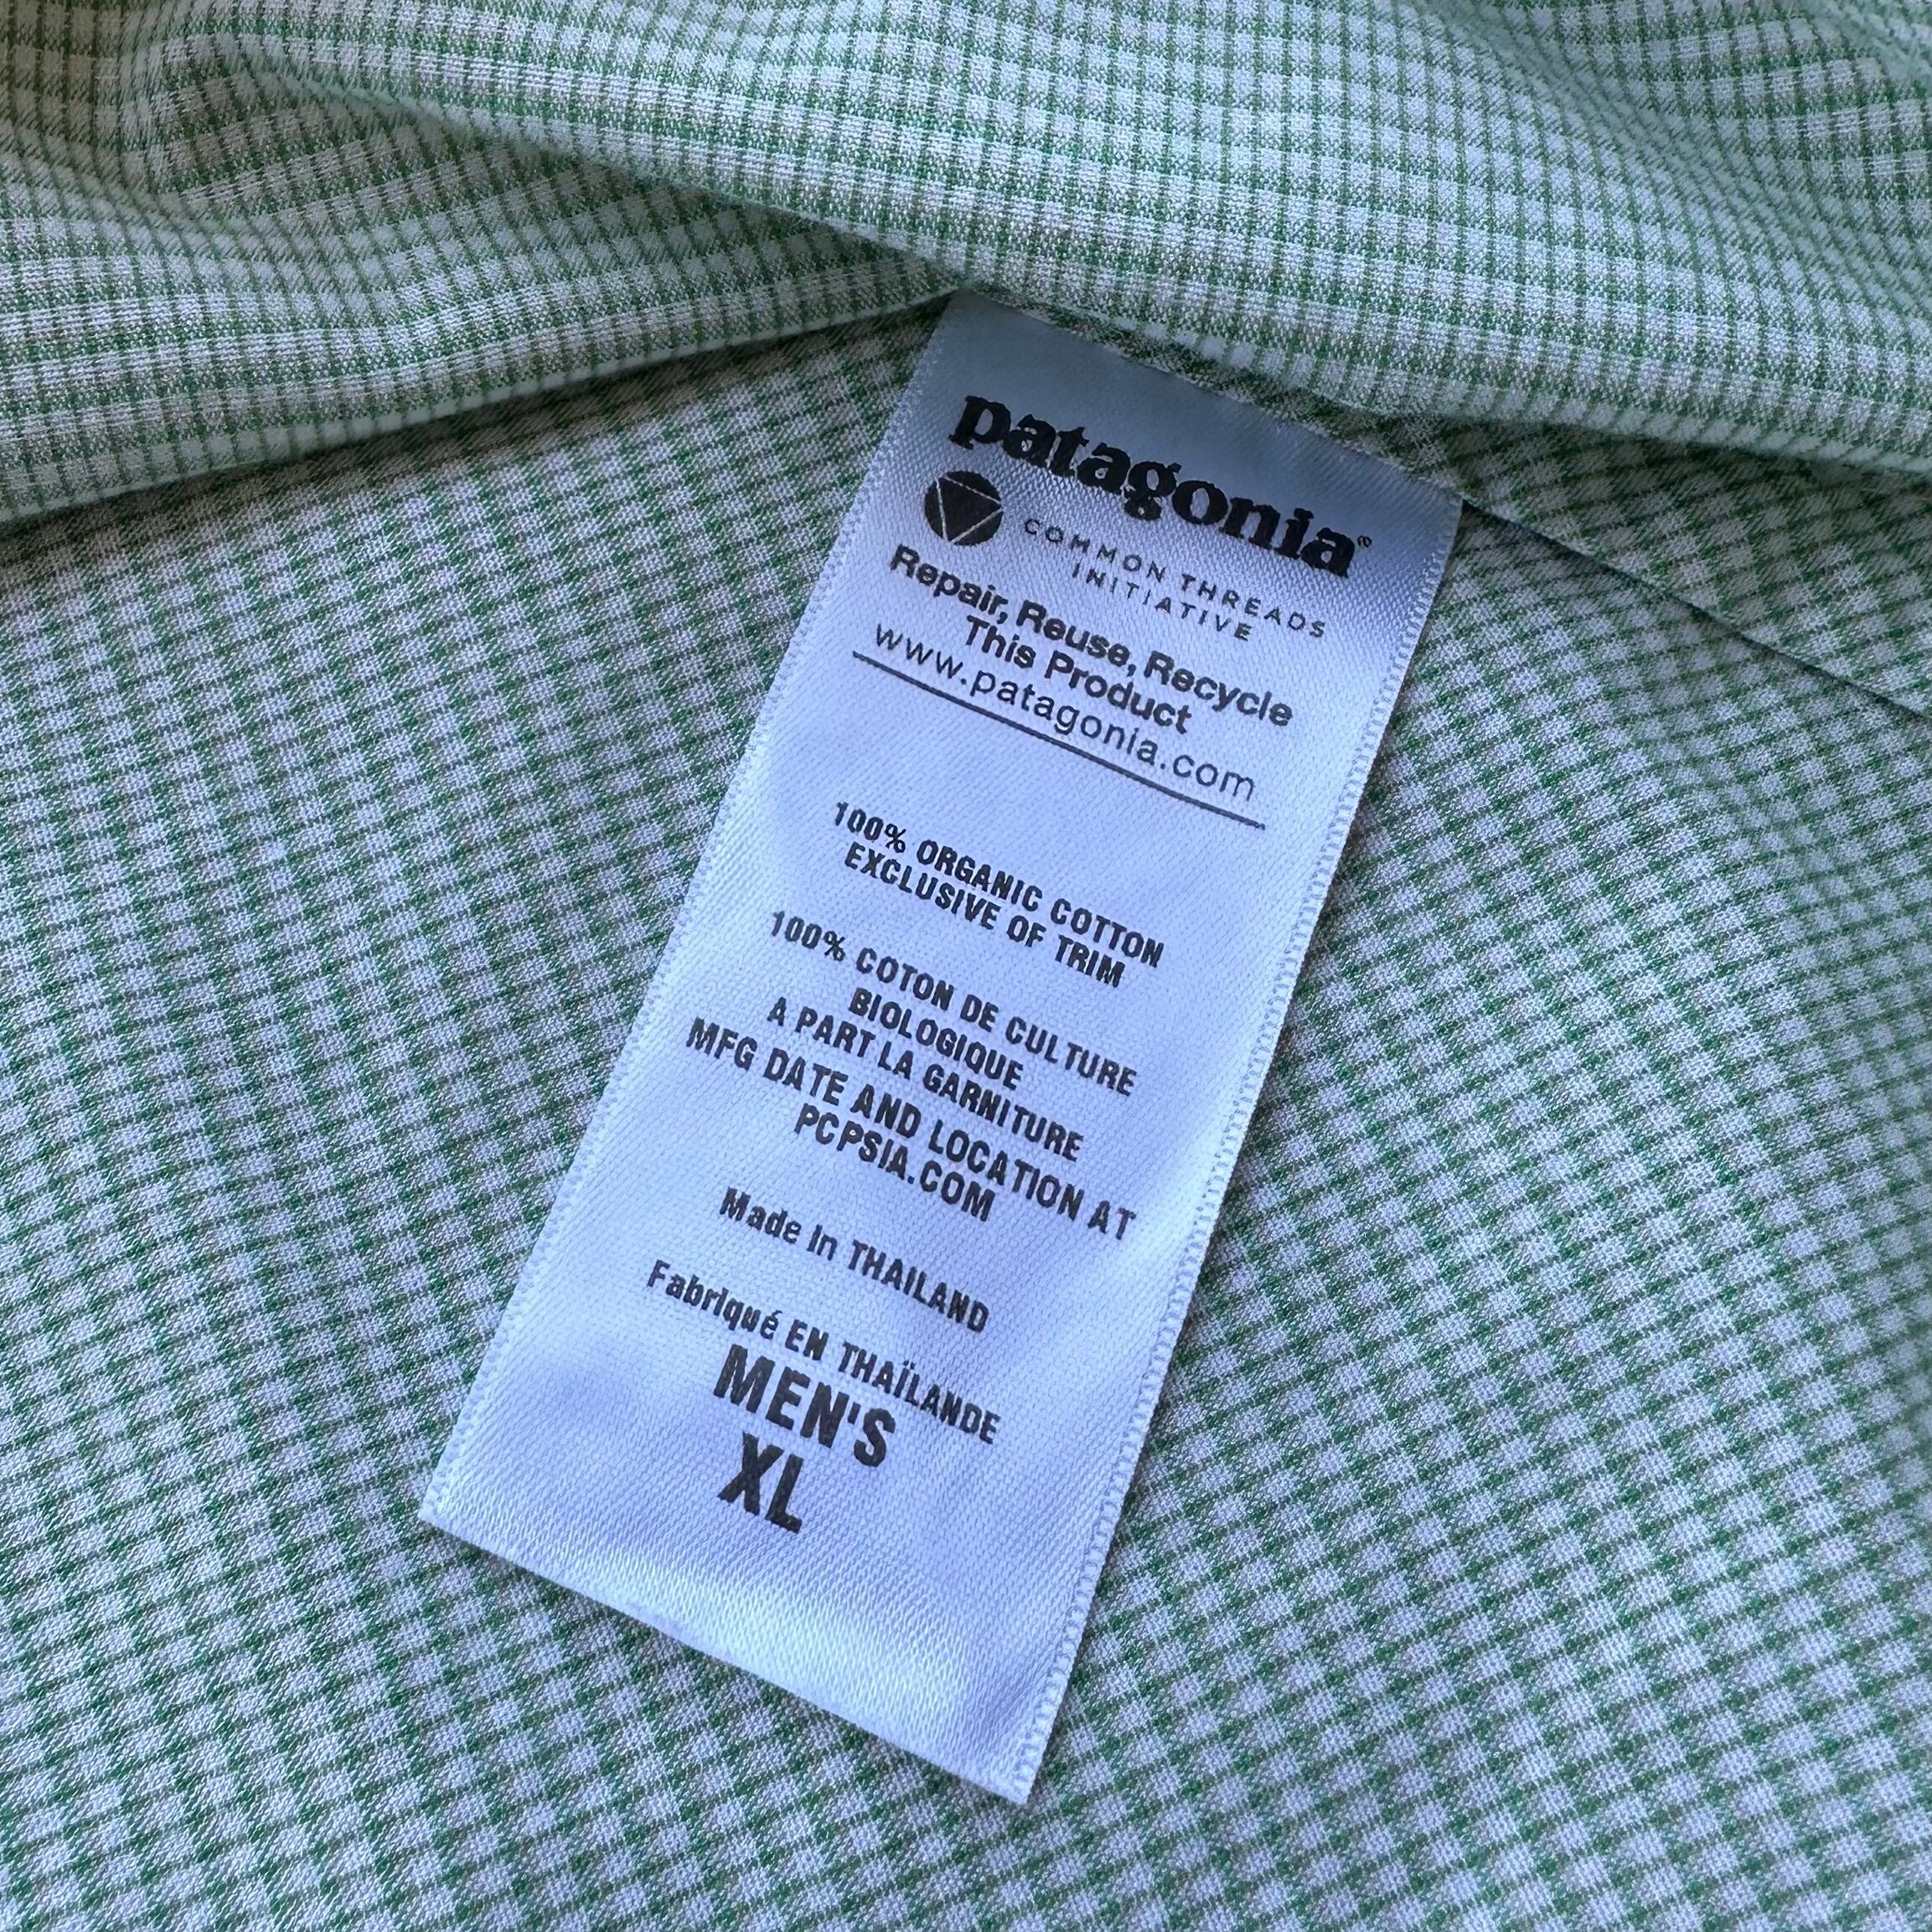 patagonia®
COMMON THREADS
INITIATIVE
Repair, Reuse, Recycle
This Product
www.patagonia.com
100% ORGANIC COTTON
EXCLUSIVE OF TRIM
100% COTON DE CULTURE
BIOLOGIQUE
A PART LA GARNITURE
MFG DATE AND LOCATION AT
PCPSIA.COM
Made in THAILAND
Fabriqué EN THAÏLANDE
MEN'S
XL